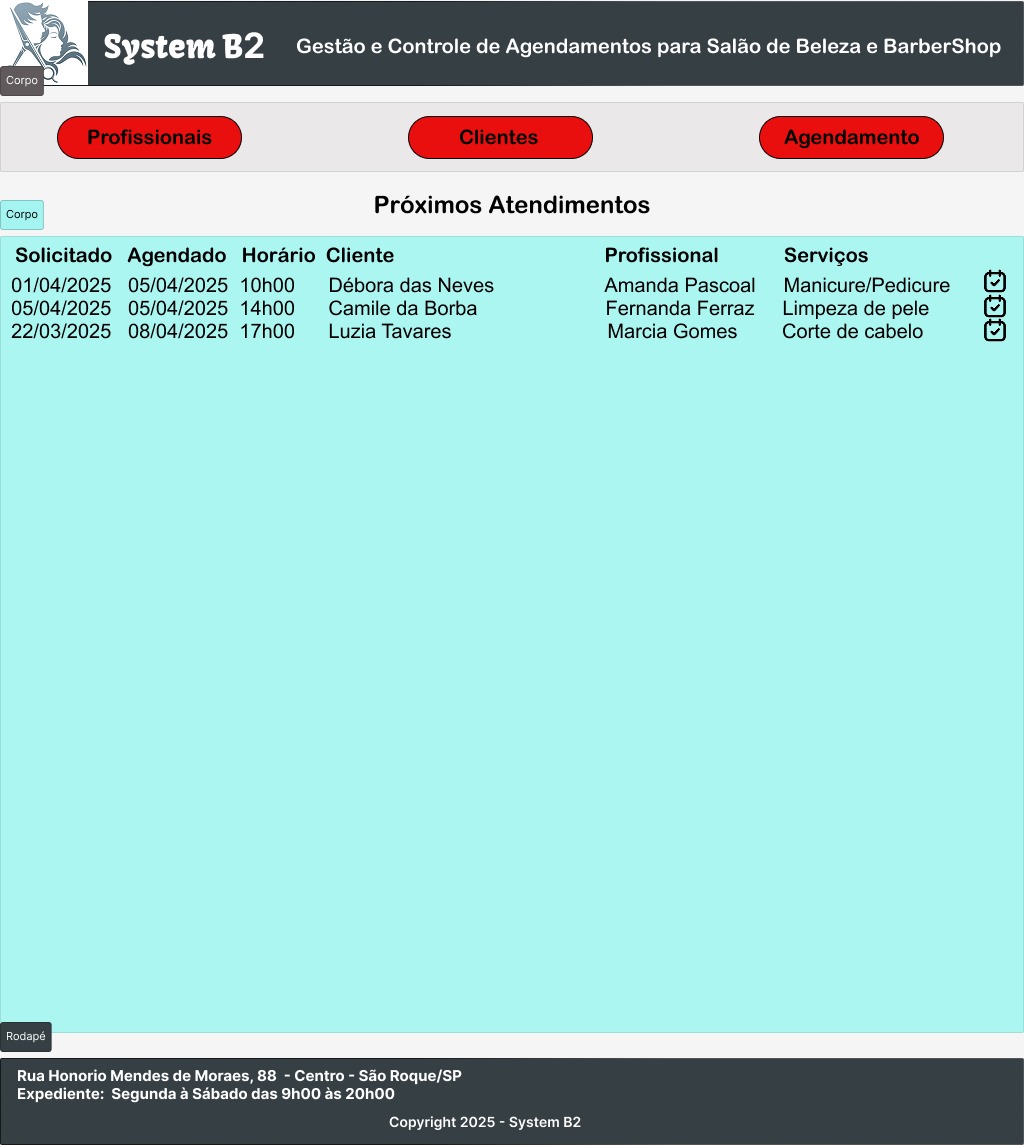 System B2
Gestão e Controle de Agendamentos para Salão de Beleza e BarberShop
Corpo
Profissionais Clientes Agendamento
Corpo
Próximos Atendimentos
Solicitado Agendado Horário Cliente Profissional Serviços
01/04/2025 05/04/2025 10h00 Débora das Neves Amanda Pascoal Manicure/Pedicure
05/04/2025 05/04/2025 14h00 Camile da Borba Fernanda Ferraz Limpeza de pele
22/03/2025 08/04/2025 17h00 Luzia Tavares Marcia Gomes Corte de cabelo
Rodapé
Rua Honorio Mendes de Moraes, 88 - Centro - São Roque/SP
Expediente: Segunda à Sábado das 9h00 às 20h00
Copyright 2025 - System B2